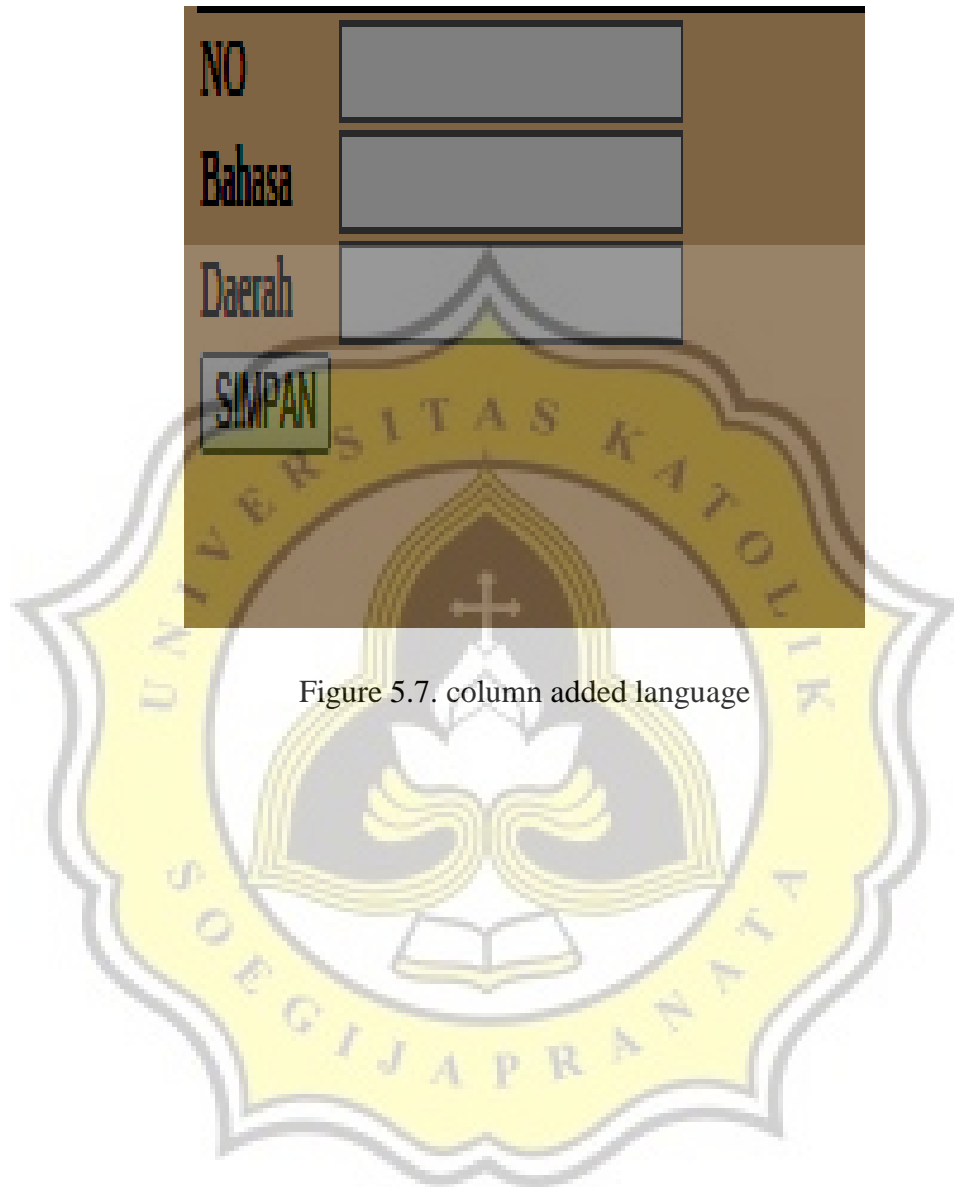 NO
Bahasa
Daerah
SIMPAN
Figure 5.7. column added language
UNIVERSITAS KATOLIK
SOEGIJAPRANATA